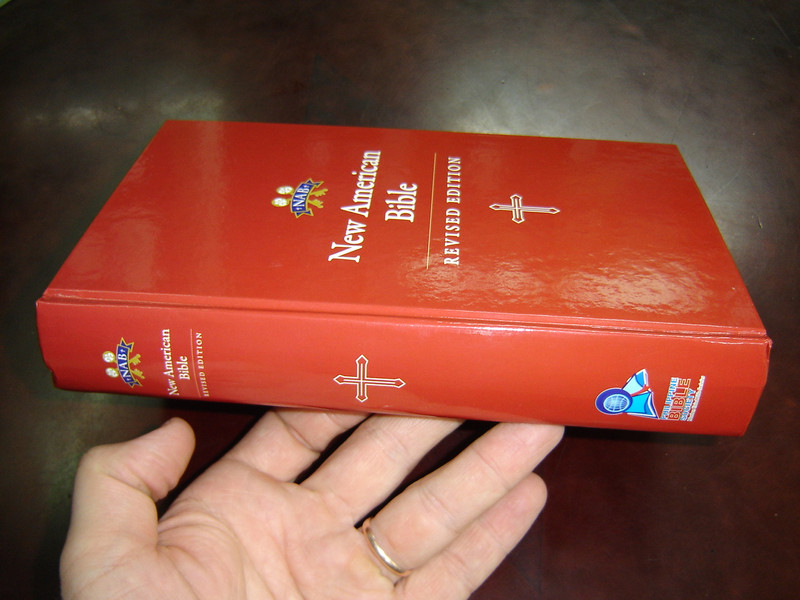 NAB
New American
Bible
REVISED EDITION
NAB
New American
Bible
REVISED EDITION
PHILIPPINE
BIBLE
SOCIETY